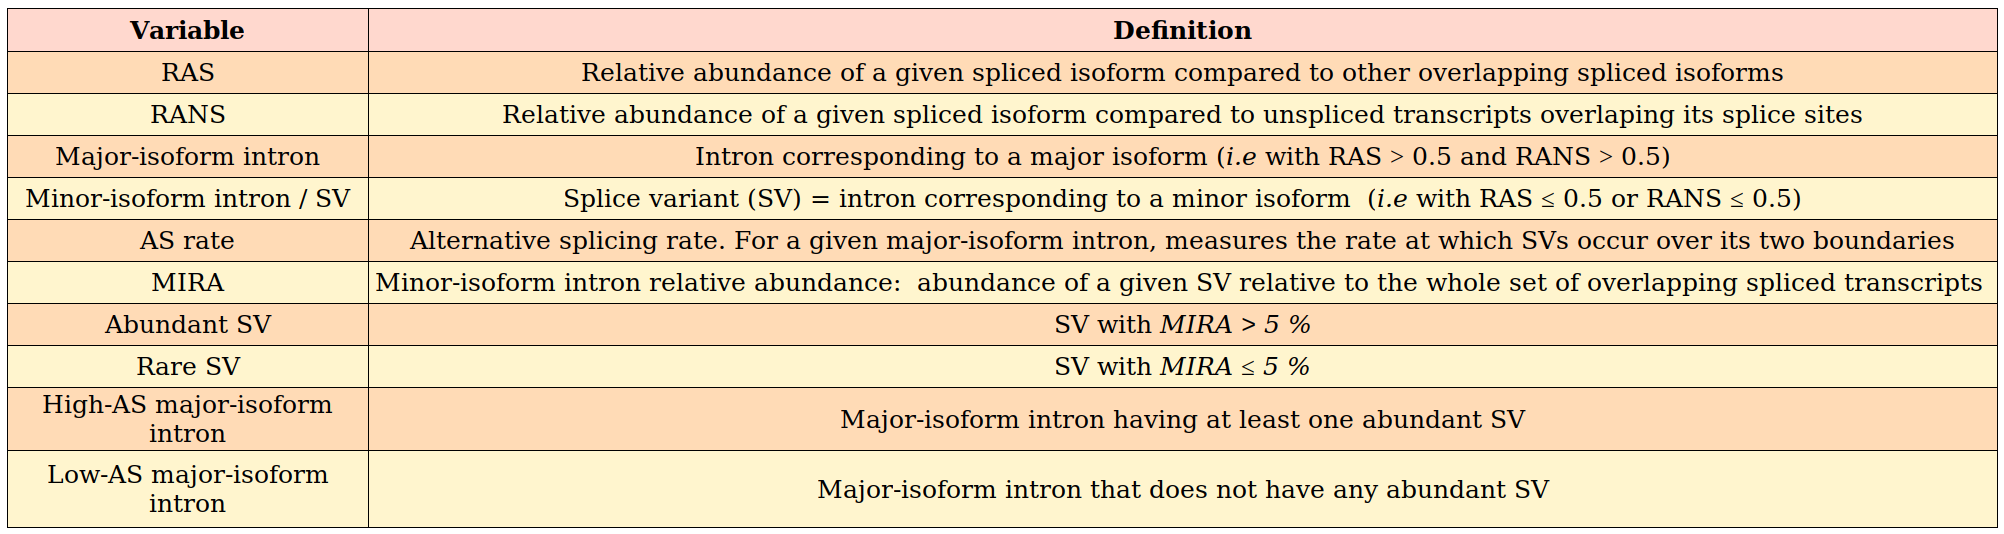 Variable Definition
RAS Relative abundance of a given spliced isoform compared to other overlapping spliced isoforms
RANS Relative abundance of a given spliced isoform compared to unspliced transcripts overlaping its splice sites
Major-isoform intron Intron corresponding to a major isoform (i.e with RAS > 0.5 and RANS > 0.5)
Minor-isoform intron / SV Splice variant (SV) = intron corresponding to a minor isoform (i.e with RAS ≤ 0.5 or RANS ≤ 0.5)
AS rate Alternative splicing rate. For a given major-isoform intron, measures the rate at which SVs occur over its two boundaries
MIRA Minor-isoform intron relative abundance: abundance of a given SV relative to the whole set of overlapping spliced transcripts
Abundant SV SV with MIRA > 5 %
Rare SV SV with MIRA ≤ 5 %
High-AS major-isoform
intron
Major-isoform intron having at least one abundant SV
Low-AS major-isoform
intron
Major-isoform intron that does not have any abundant SV